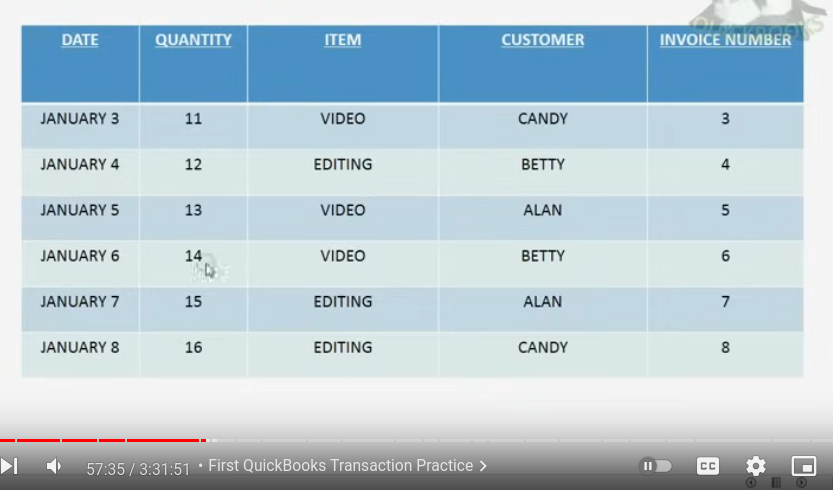 QUICKBOOKS
DATE QUANTITY ITEM CUSTOMER INVOICE NUMBER
JANUARY 3 11 VIDEO CANDY 3
JANUARY 4 12 EDITING BETTY 4
JANUARY 5 13 VIDEO ALAN 5
JANUARY 6 14 VIDEO BETTY 6
JANUARY 7 15 EDITING ALAN 7
JANUARY 8 16 EDITING CANDY 8
57:35 / 3:31:51 • First QuickBooks Transaction Practice CC